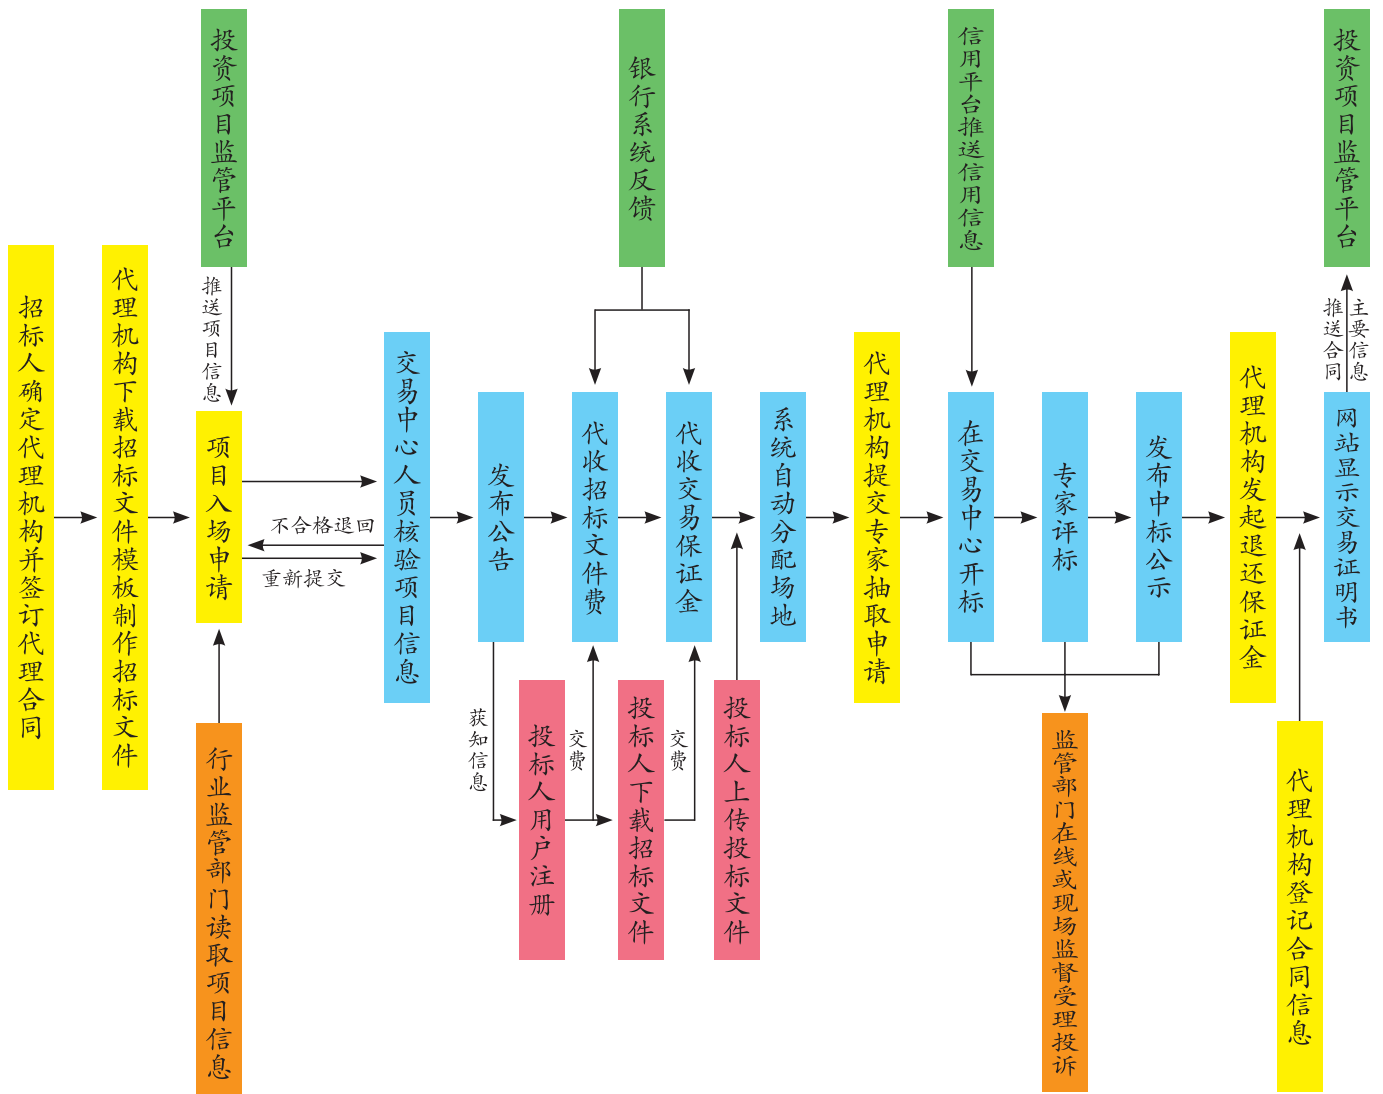 投资项目监管平台
银行系统反馈
信用平台推送信用信息
投资项目监管平台
推送项目信息
推送合同
主要信息
招标人确定代理机构并签订代理合同
代理机构下载招标文件模板制作招标文件
项目入场申请
不合格退回
重新提交
交易中心人员核验项目信息
发布公告
代收招标文件费
代收交易保证金
系统自动分配场地
代理机构提交专家抽取申请
在交易中心开标
专家评标
发布中标公示
代理机构发起退还保证金
网站显示交易证明书
行业监管部门读取项目信息
获知信息
投标人用户注册
交费
投标人下载招标文件
交费
投标人上传投标文件
监管部门在线或现场监督受理投诉
代理机构登记合同信息